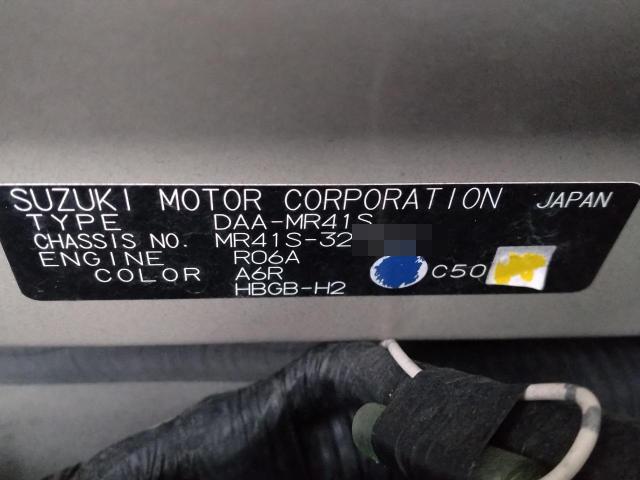 SUZUKI MOTOR CORPORATION JAPAN
TYPE DAA-MR41S
CHASSIS NO. MR41S-32
ENGINE R06A
COLOR A6R C50
HBGB-H2